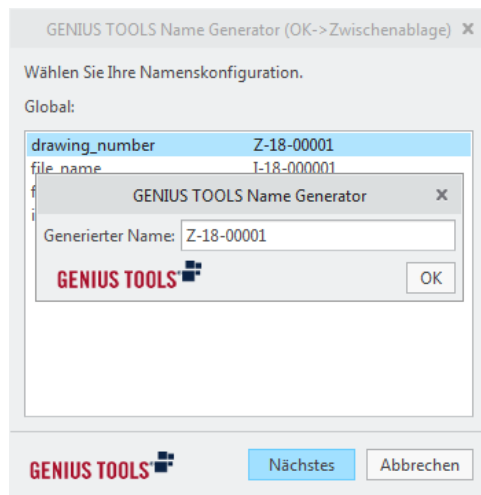 GENIUS TOOLS Name Generator (OK->Zwischenablage) x
Wählen Sie Ihre Namenskonfiguration.
Global:
drawing_number Z-18-00001
file_name I-18-000001
GENIUS TOOLS Name Generator x
Generierter Name: Z-18-00001
GENIUS TOOLS OK
GENIUS TOOLS Nächstes Abbrechen